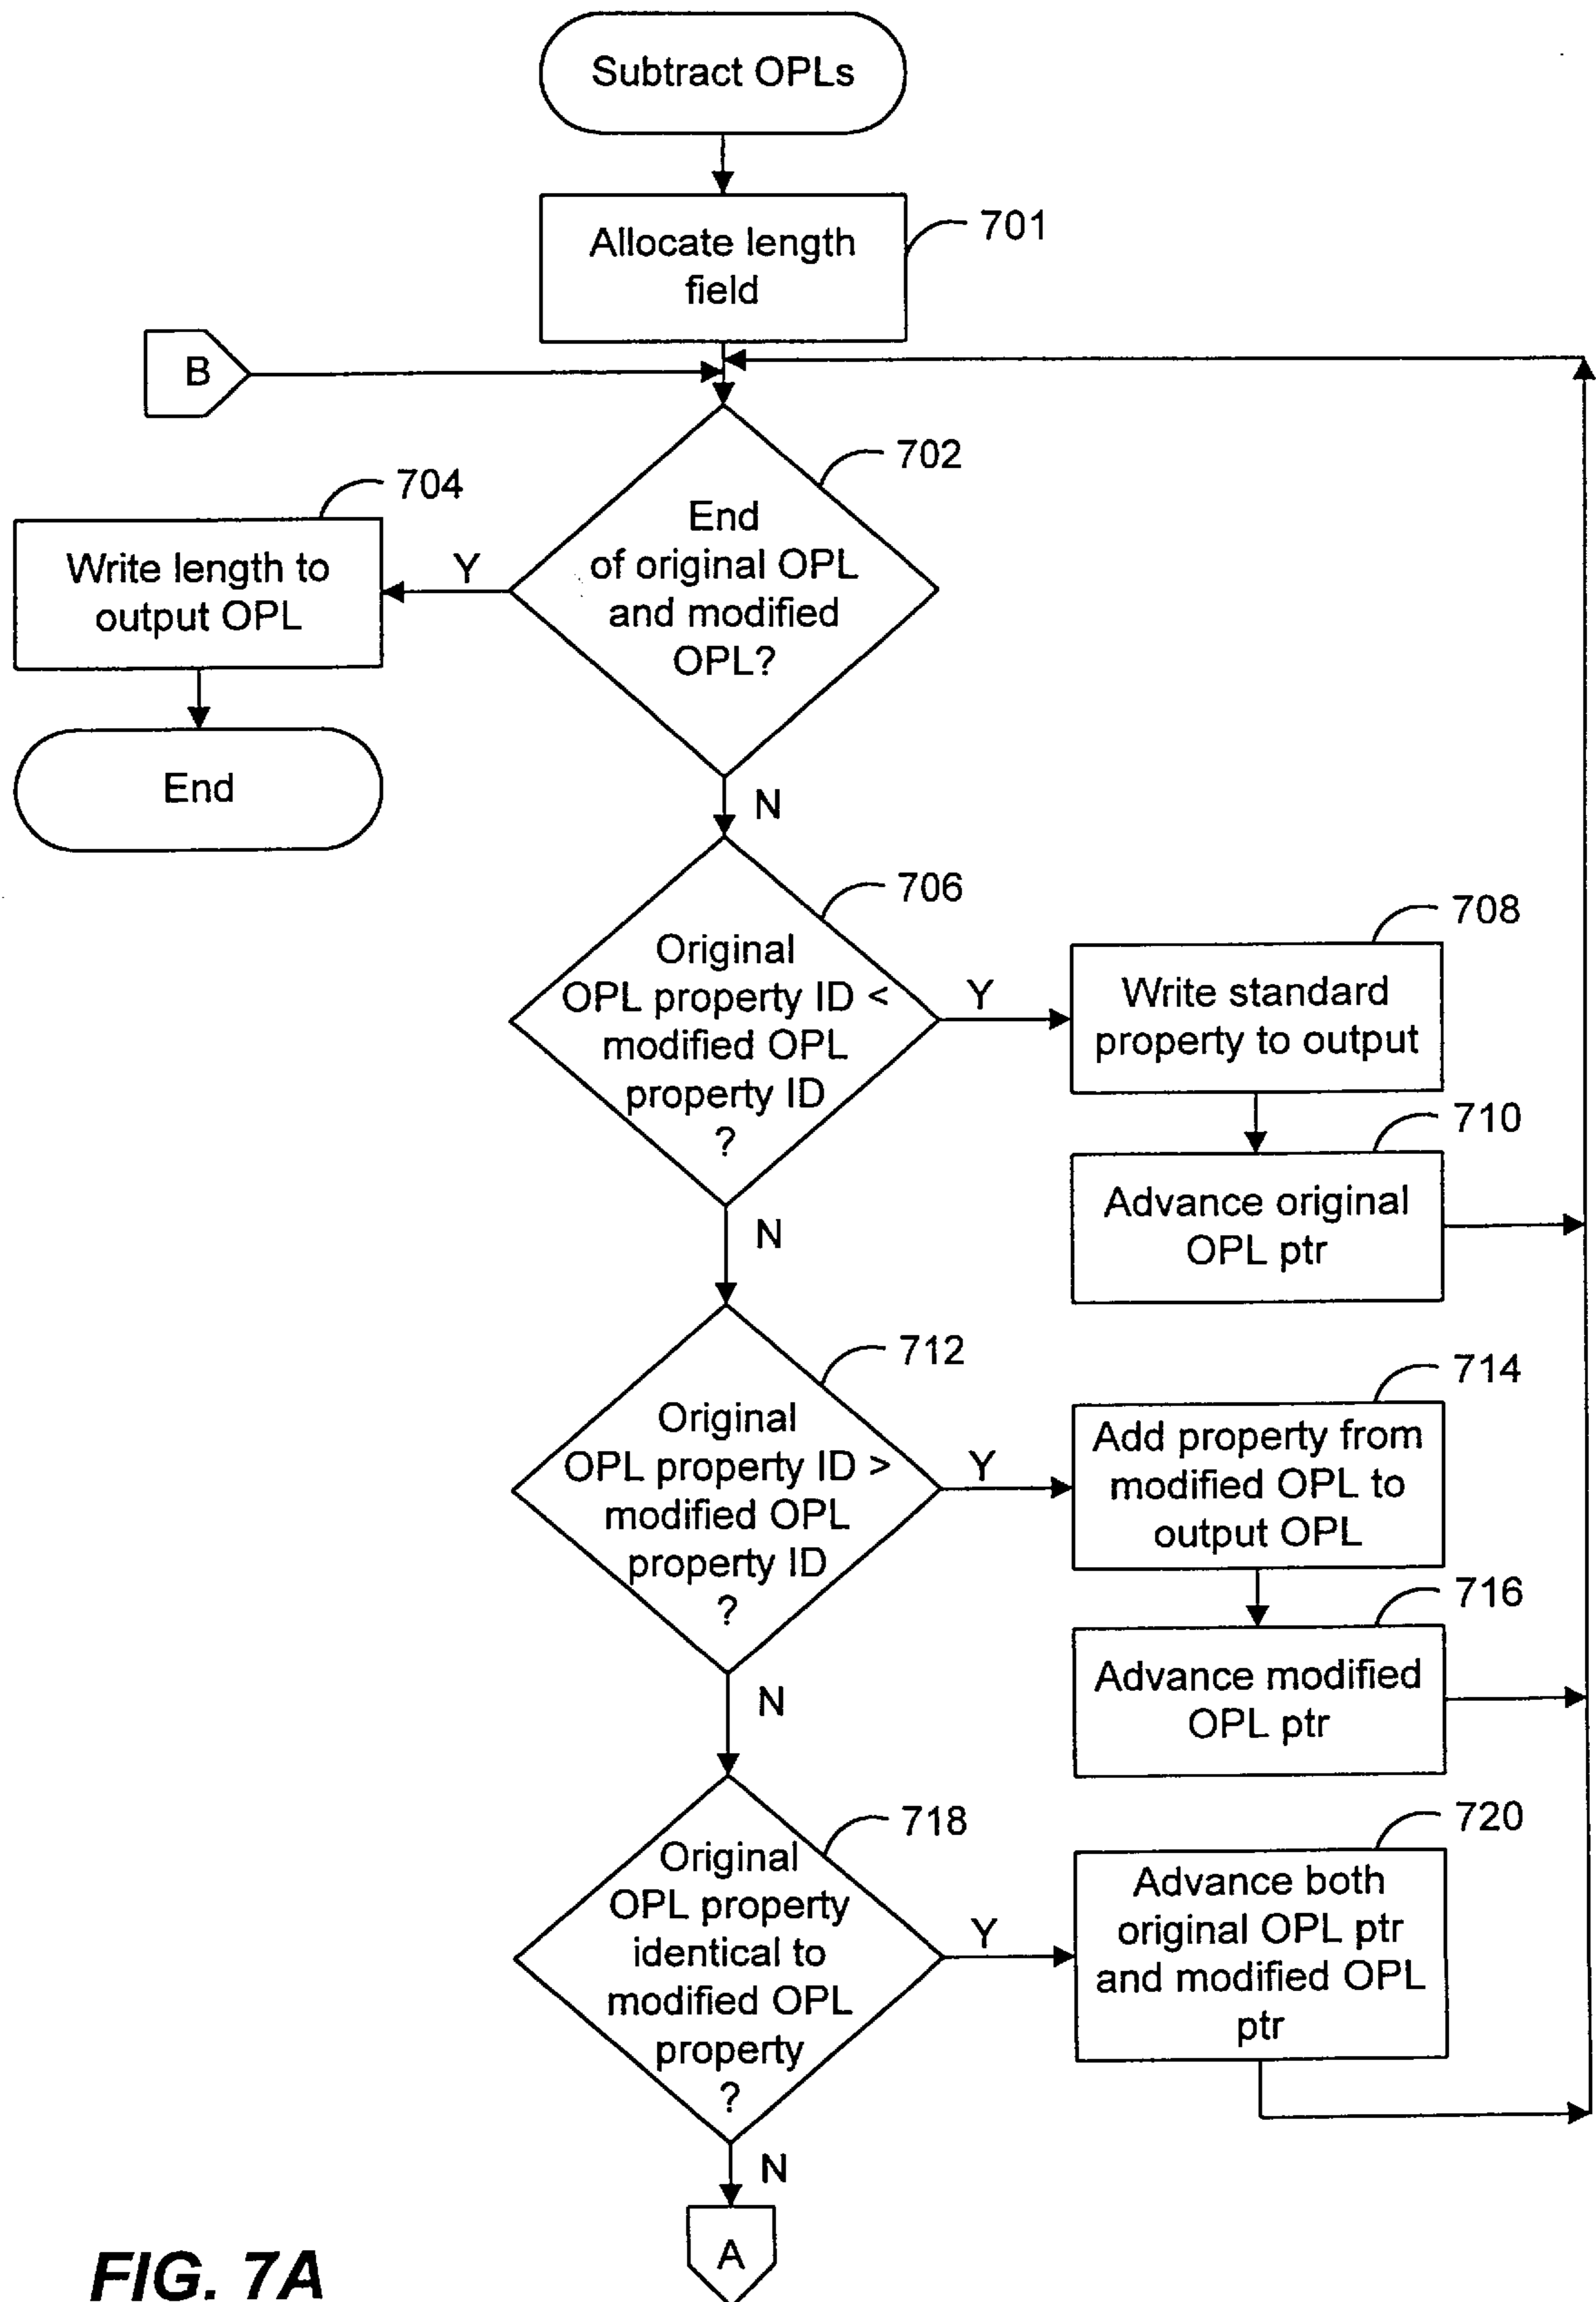 Subtract OPLs
Allocate length
field
701
B
702
End
of original OPL
and modified
OPL?
Y
704
Write length to
output OPL
End
N
706
Original
OPL property ID <
modified OPL
property ID
?
Y
708
Write standard
property to output
710
Advance original
OPL ptr
N
712
Original
OPL property ID >
modified OPL
property ID
?
Y
714
Add property from
modified OPL to
output OPL
716
Advance modified
OPL ptr
N
718
Original
OPL property
identical to
modified OPL
property
?
Y
720
Advance both
original OPL ptr
and modified OPL
ptr
N
A
FIG. 7A